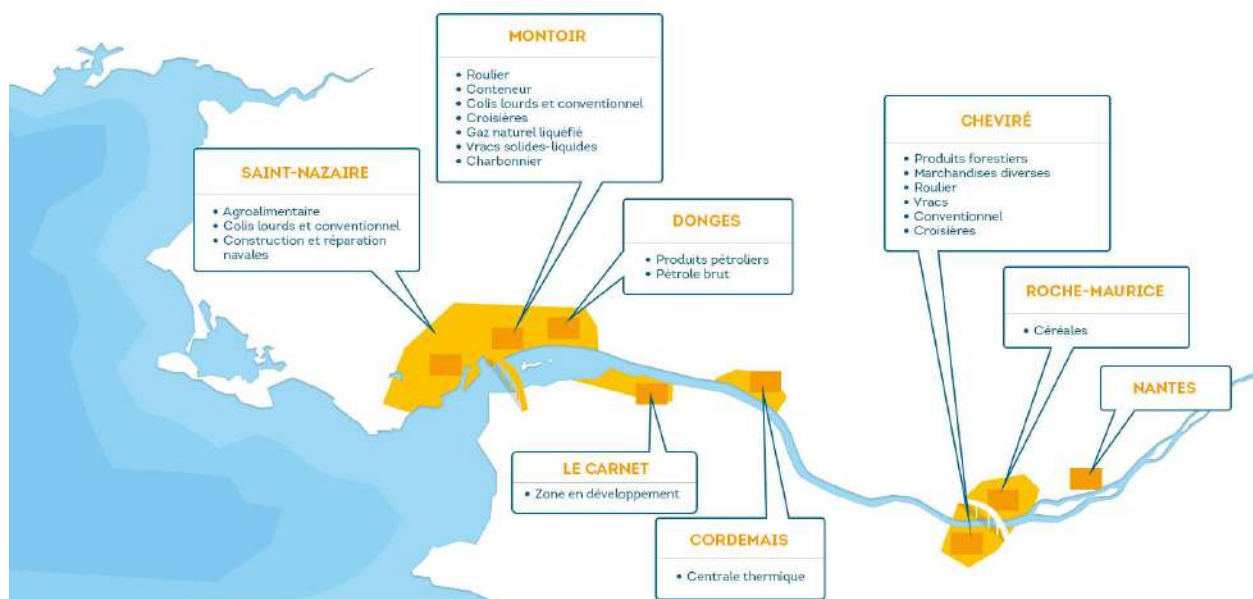 MONTOIR
• Roulier
• Conteneur
• Colis lourds et conventionnel
• Croisières
• Gaz naturel liquéfié
• Vracs solides-liquides
• Charbonnier
SAINT-NAZAIRE
• Agroalimentaire
• Colis lourds et conventionnel
• Construction et réparation
navales
DONGES
• Produits pétroliers
• Pétrole brut
CHEVIRÉ
• Produits forestiers
• Marchandises diverses
• Roulier
• Vracs
• Conventionnel
• Croisières
ROCHE-MAURICE
• Céréales
NANTES
LE CARNET
• Zone en développement
CORDEMAIS
• Centrale thermique